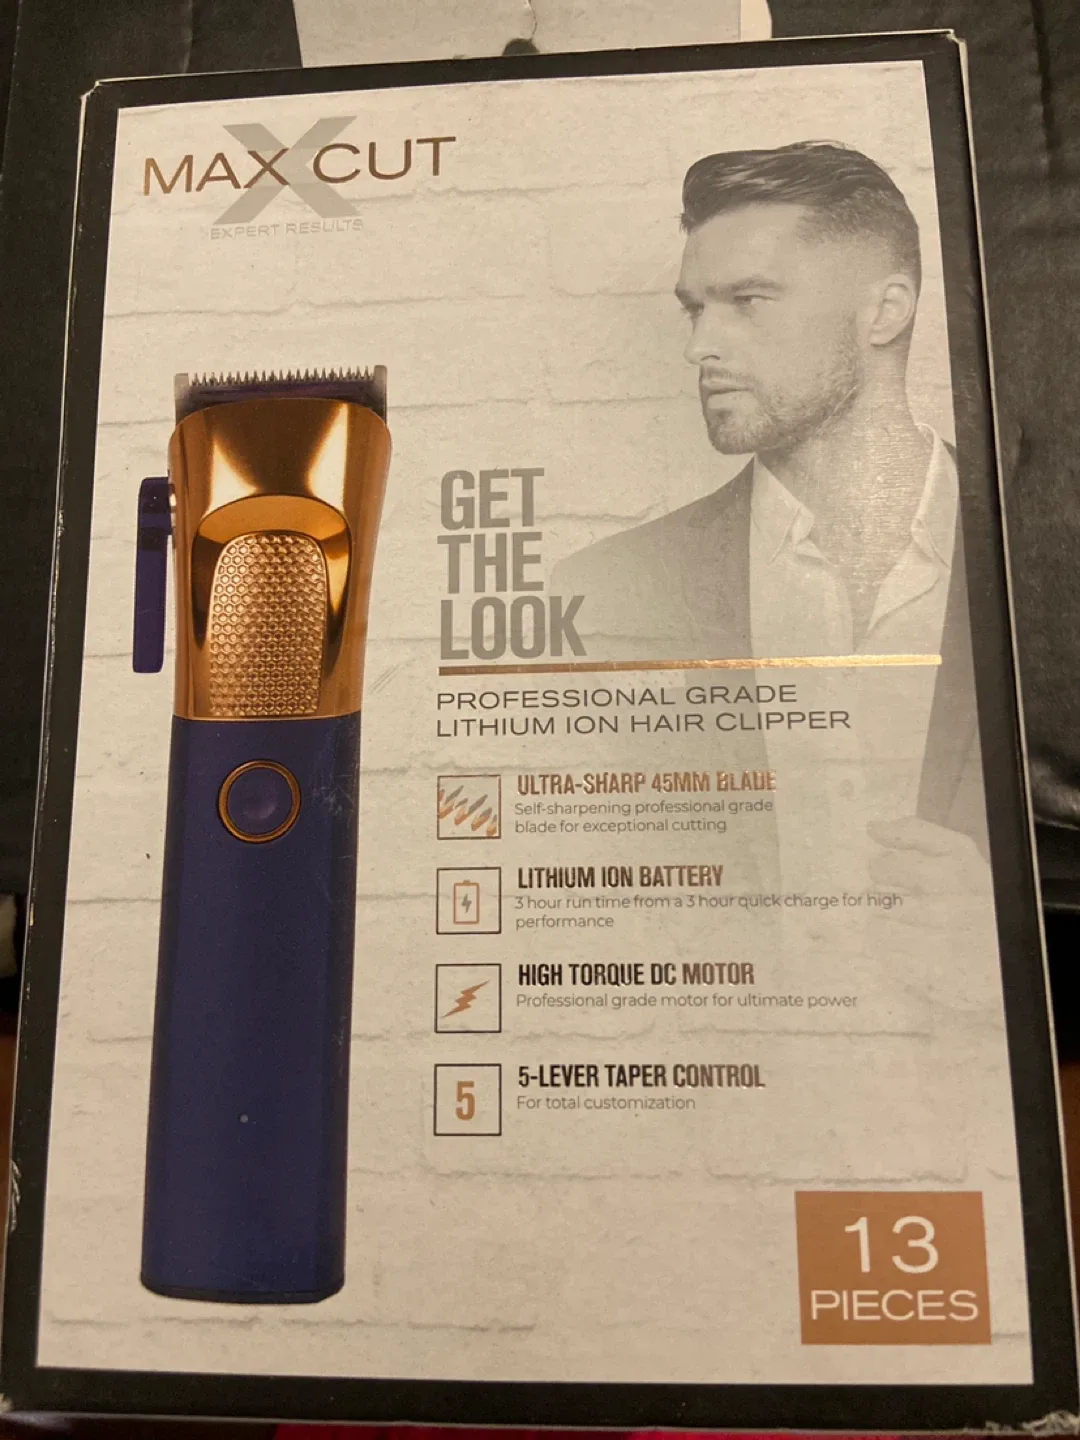 MAX CUT
X
EXPERT RESULTS
GET
THE
LOOK
PROFESSIONAL GRADE
LITHIUM ION HAIR CLIPPER
ULTRA-SHARP 45MM BLADE
Self-sharpening professional grade
blade for exceptional cutting
LITHIUM ION BATTERY
3 hour run time from a 3 hour quick charge for high
performance
HIGH TORQUE DC MOTOR
Professional grade motor for ultimate power
5
5-LEVER TAPER CONTROL
For total customization
13
PIECES